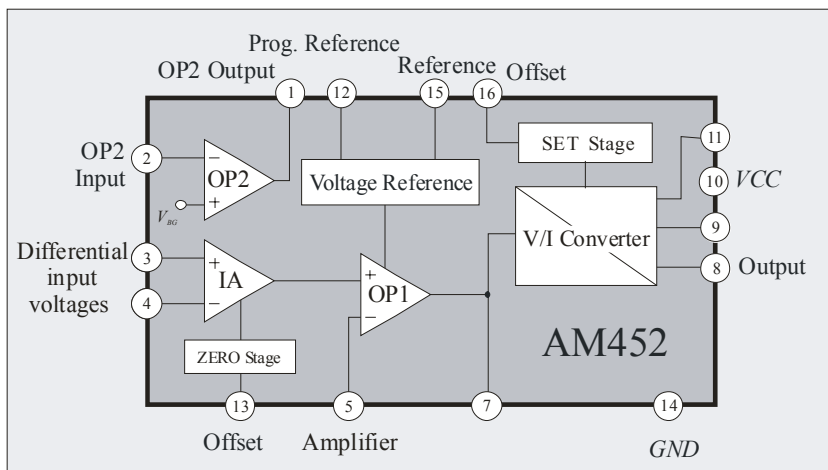 Prog. Reference
OP2 Output
Reference
Offset
1
12
15
16
SET Stage
11
OP2
Input
2
−
OP2
+
V_BG
Voltage Reference
10
VCC
V/I Converter
9
Differential
input
voltages
3
+
IA
−
4
+
OP1
−
8
Output
ZERO Stage
AM452
13
5
7
14
Offset
Amplifier
GND